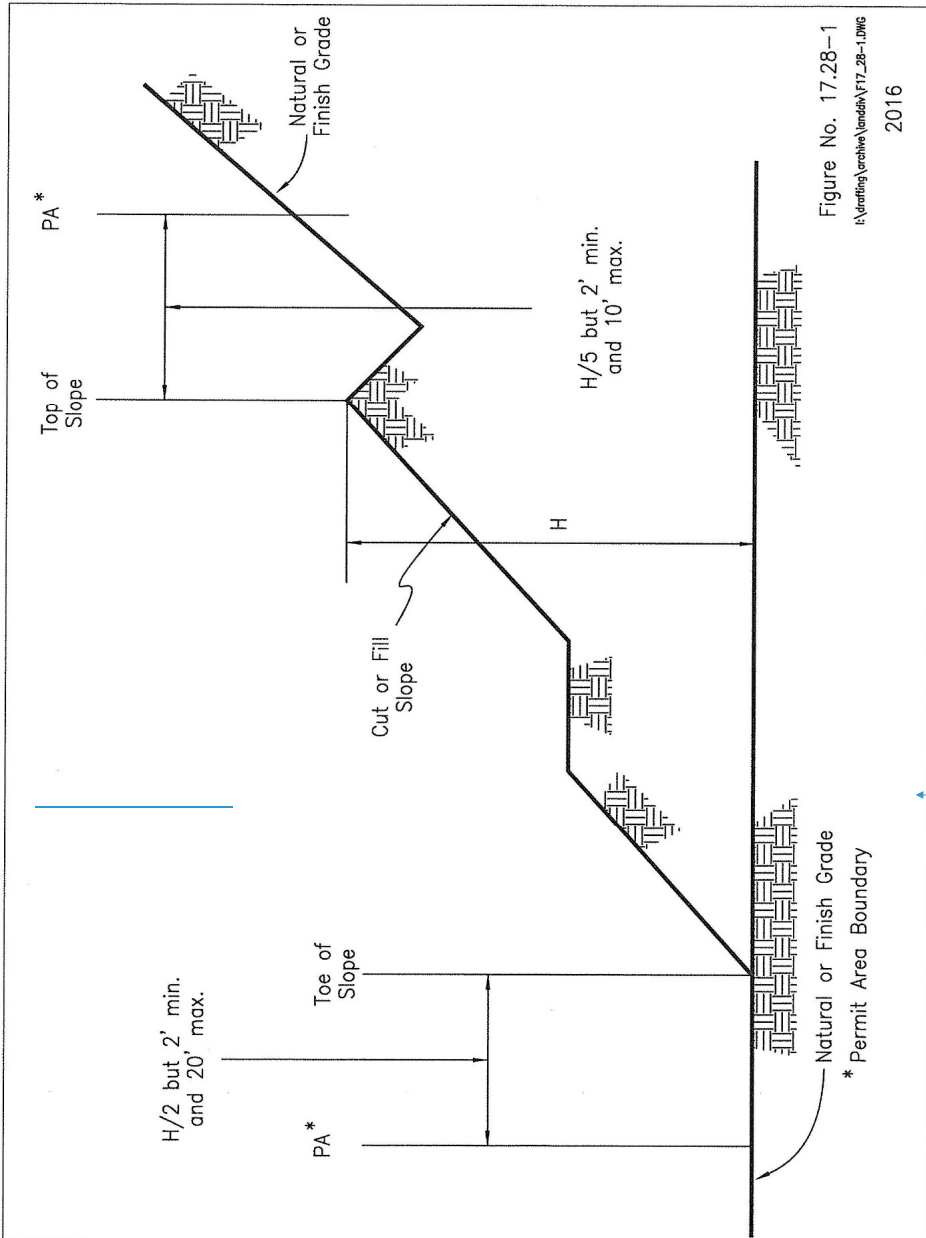 PA*
Top of
Slope
Natural or
Finish Grade
H/5 but 2' min.
and 10' max.
Cut or Fill
Slope
H
H/2 but 2' min.
and 20' max.
Toe of
Slope
PA*
Natural or Finish Grade
* Permit Area Boundary
Figure No. 17.28-1
I:\drafting\archive\landdiv\F17_28-1.DWG
2016